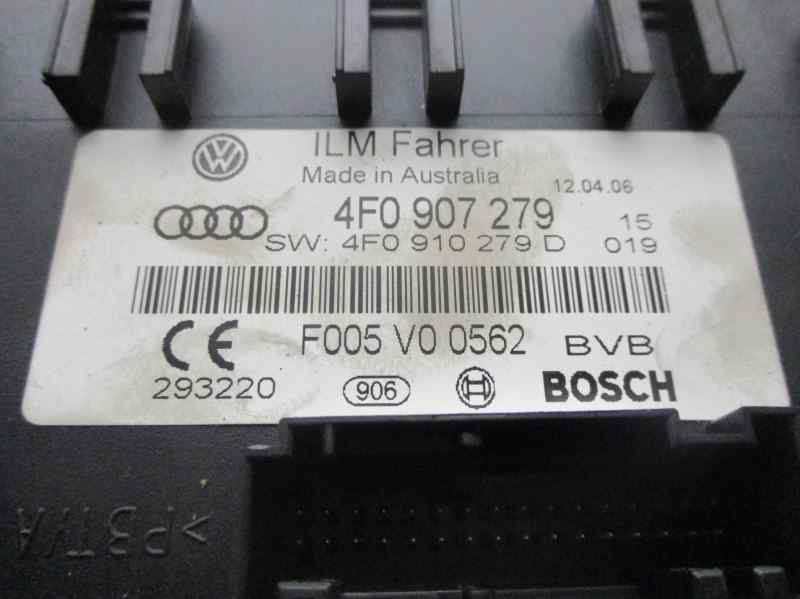 ILM Fahrer
Made in Australia
12.04.06
4F0 907 279 15
SW: 4F0 910 279 D 019
F005 V0 0562 BVB
CE
293220 906 BOSCH